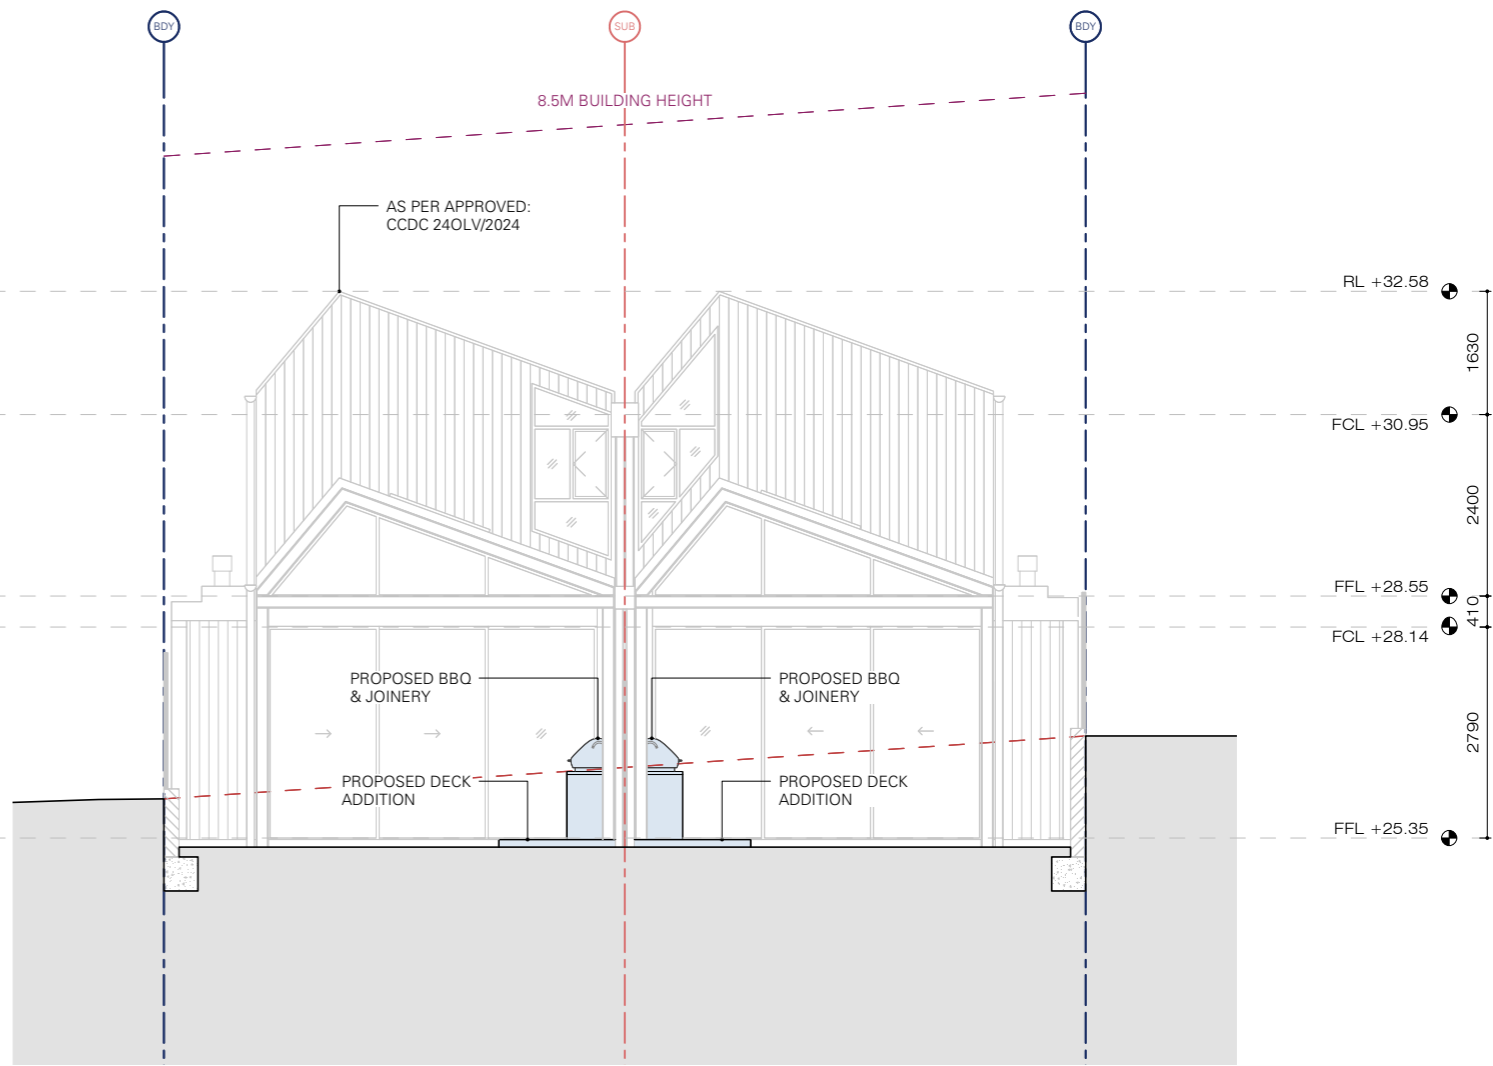 BDY
SUB
BDY
8.5M BUILDING HEIGHT
AS PER APPROVED:
CCDC 24OLV/2024
RL +32.58
1630
FCL +30.95
2400
FFL +28.55
410
FCL +28.14
PROPOSED BBQ
& JOINERY
PROPOSED BBQ
& JOINERY
2790
PROPOSED DECK
ADDITION
PROPOSED DECK
ADDITION
FFL +25.35